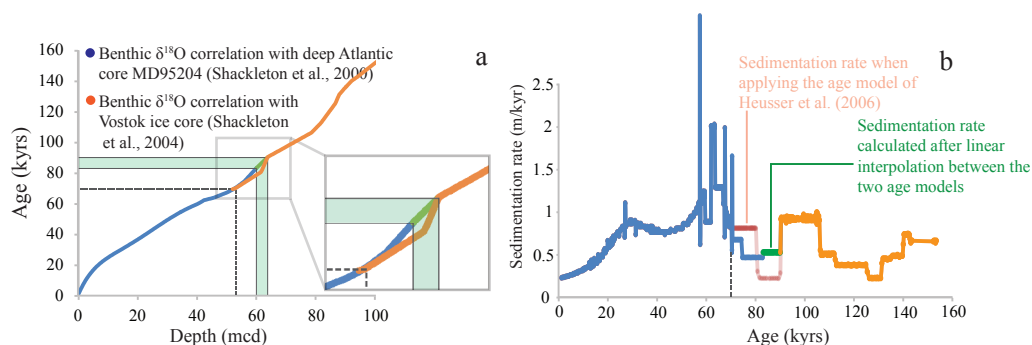 a
Benthic δ¹⁸O correlation with deep Atlantic
core MD95204 (Shackleton et al., 2000)
Benthic δ¹⁸O correlation with
Vostok ice core (Shackleton
et al., 2004)
Age (kyrs)
160
140
120
100
80
60
40
20
0
0 20 40 60 80 100
Depth (mcd)
b
Sedimentation rate when
applying the age model of
Heusser et al. (2006)
Sedimentation rate
calculated after linear
interpolation between the
two age models
Sedimentation rate (m/kyr)
2.5
2
1.5
1
0.5
0
0 20 40 60 80 100 120 140 160
Age (kyrs)